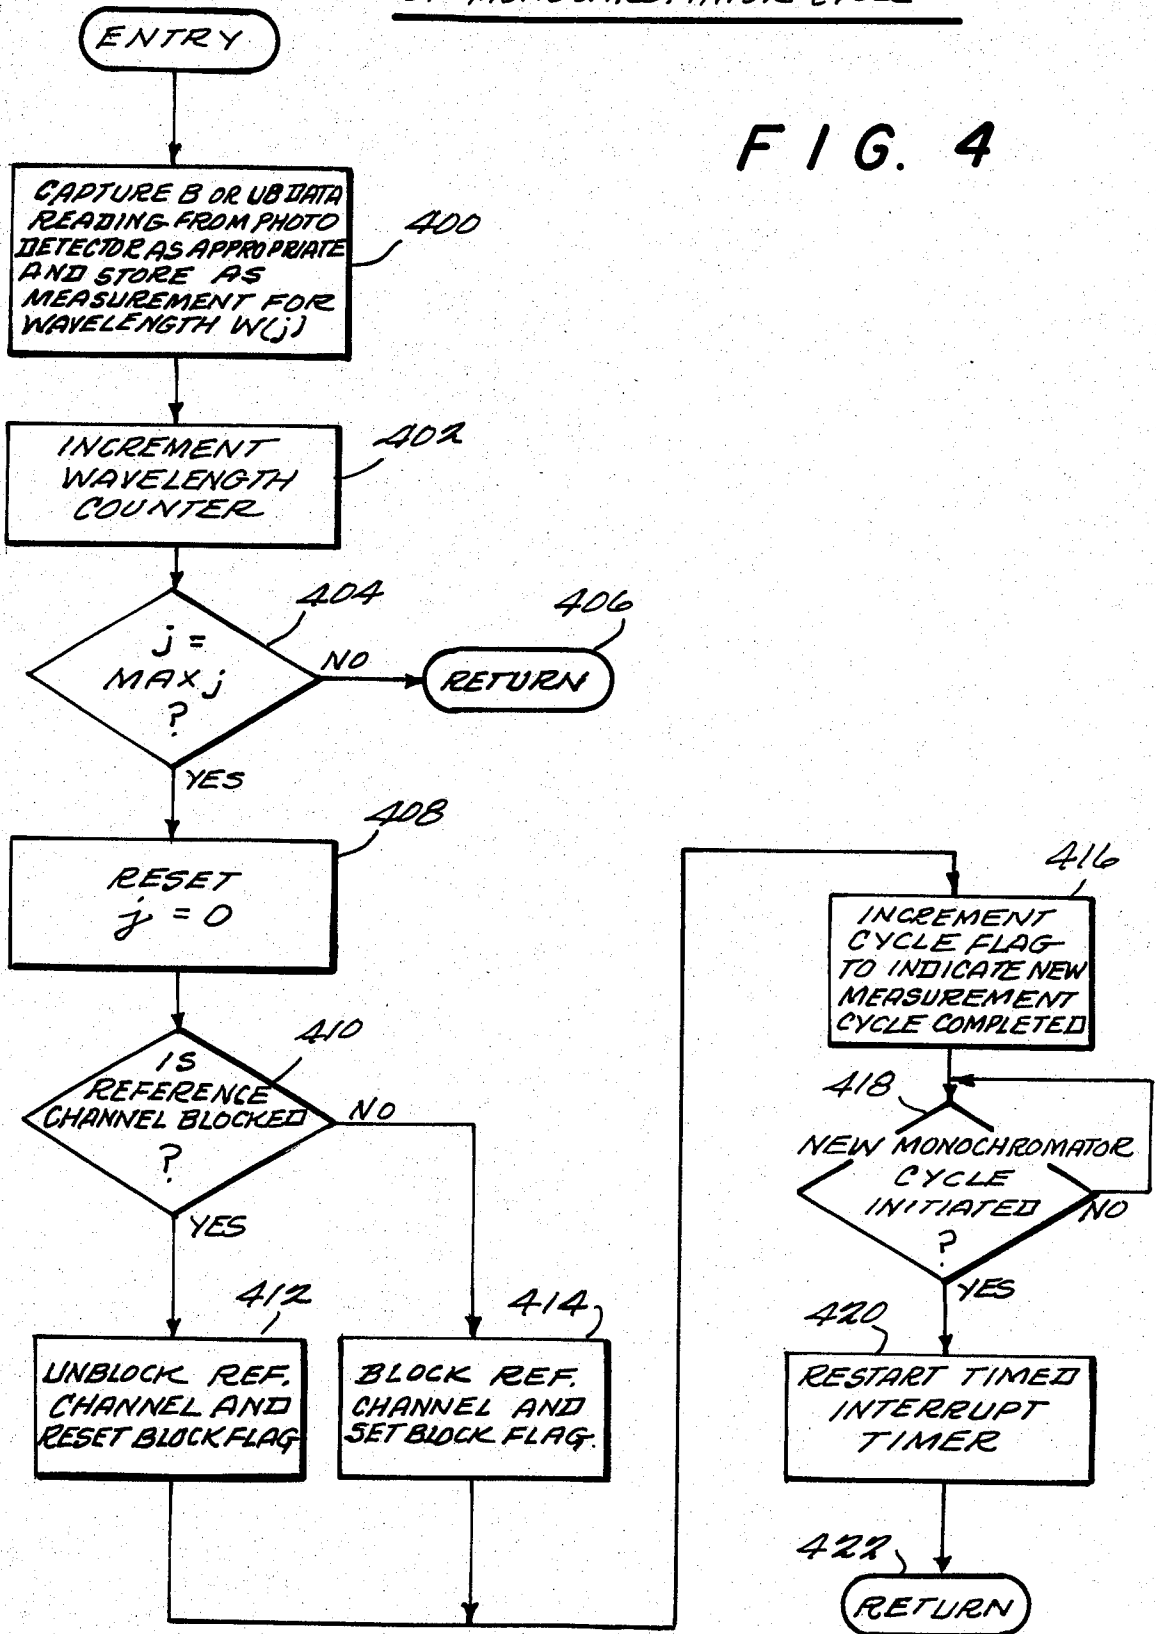 ENTRY
FIG. 4
CAPTURE B OR UB DATA
READING FROM PHOTO
DETECTOR AS APPROPRIATE
AND STORE AS
MEASUREMENT FOR
WAVELENGTH W(j)
400
INCREMENT
WAVELENGTH
COUNTER
402
j =
MAX j
?
404
NO
RETURN
406
YES
RESET
j = 0
408
IS
REFERENCE
CHANNEL BLOCKED
?
410
NO
YES
UNBLOCK REF.
CHANNEL AND
RESET BLOCK FLAG
412
BLOCK REF.
CHANNEL AND
SET BLOCK FLAG.
414
INCREMENT
CYCLE FLAG
TO INDICATE NEW
MEASUREMENT
CYCLE COMPLETED
416
418
NEW MONOCHROMATOR
CYCLE
INITIATED
?
NO
YES
420
RESTART TIMED
INTERRUPT
TIMER
422
RETURN